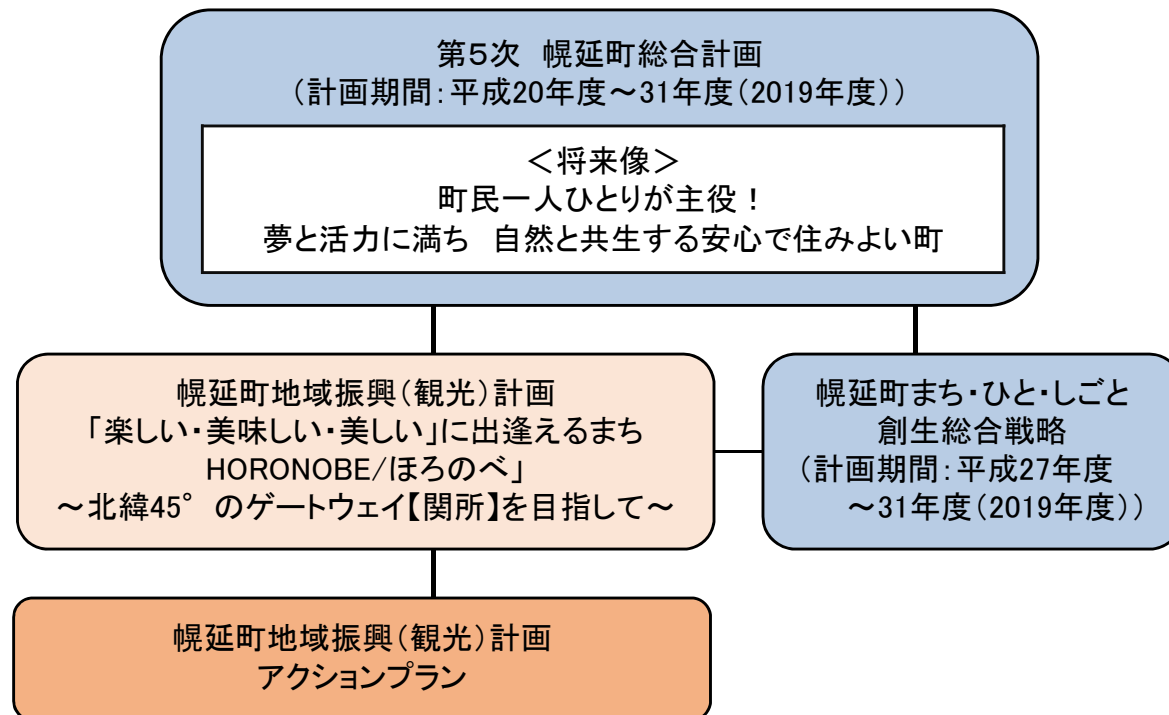 第5次 幌延町総合計画
(計画期間:平成20年度~31年度(2019年度))
<将来像>
町民一人ひとりが主役！
夢と活力に満ち 自然と共生する安心で住みよい町
幌延町地域振興(観光)計画
「楽しい・美味しい・美しい」に出逢えるまち
HORONOBE/ほろのべ」
~北緯45°のゲートウェイ【関所】を目指して~
幌延町まち・ひと・しごと
創生総合戦略
(計画期間:平成27年度
~31年度(2019年度))
幌延町地域振興(観光)計画
アクションプラン